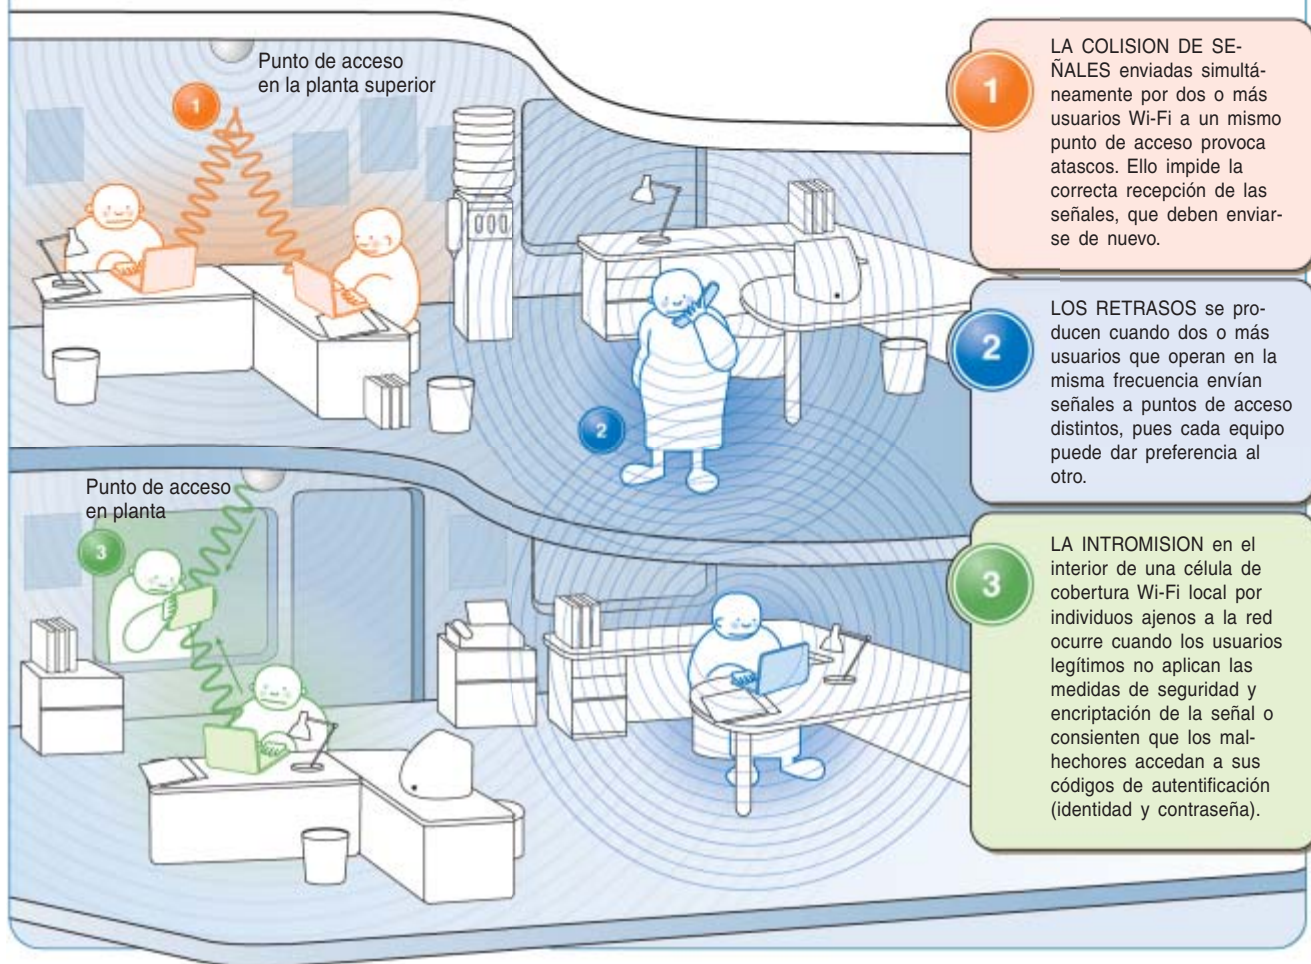 Punto de acceso
en la planta superior
1
2
Punto de acceso
en planta
3
1
LA COLISION DE SE-
ÑALES enviadas simultá-
neamente por dos o más
usuarios Wi-Fi a un mismo
punto de acceso provoca
atascos. Ello impide la
correcta recepción de las
señales, que deben enviar-
se de nuevo.
2
LOS RETRASOS se pro-
ducen cuando dos o más
usuarios que operan en la
misma frecuencia envían
señales a puntos de acceso
distintos, pues cada equipo
puede dar preferencia al
otro.
3
LA INTROMISION en el
interior de una célula de
cobertura Wi-Fi local por
individuos ajenos a la red
ocurre cuando los usuarios
legítimos no aplican las
medidas de seguridad y
encriptación de la señal o
consienten que los mal-
hechores accedan a sus
códigos de autentificación
(identidad y contraseña).